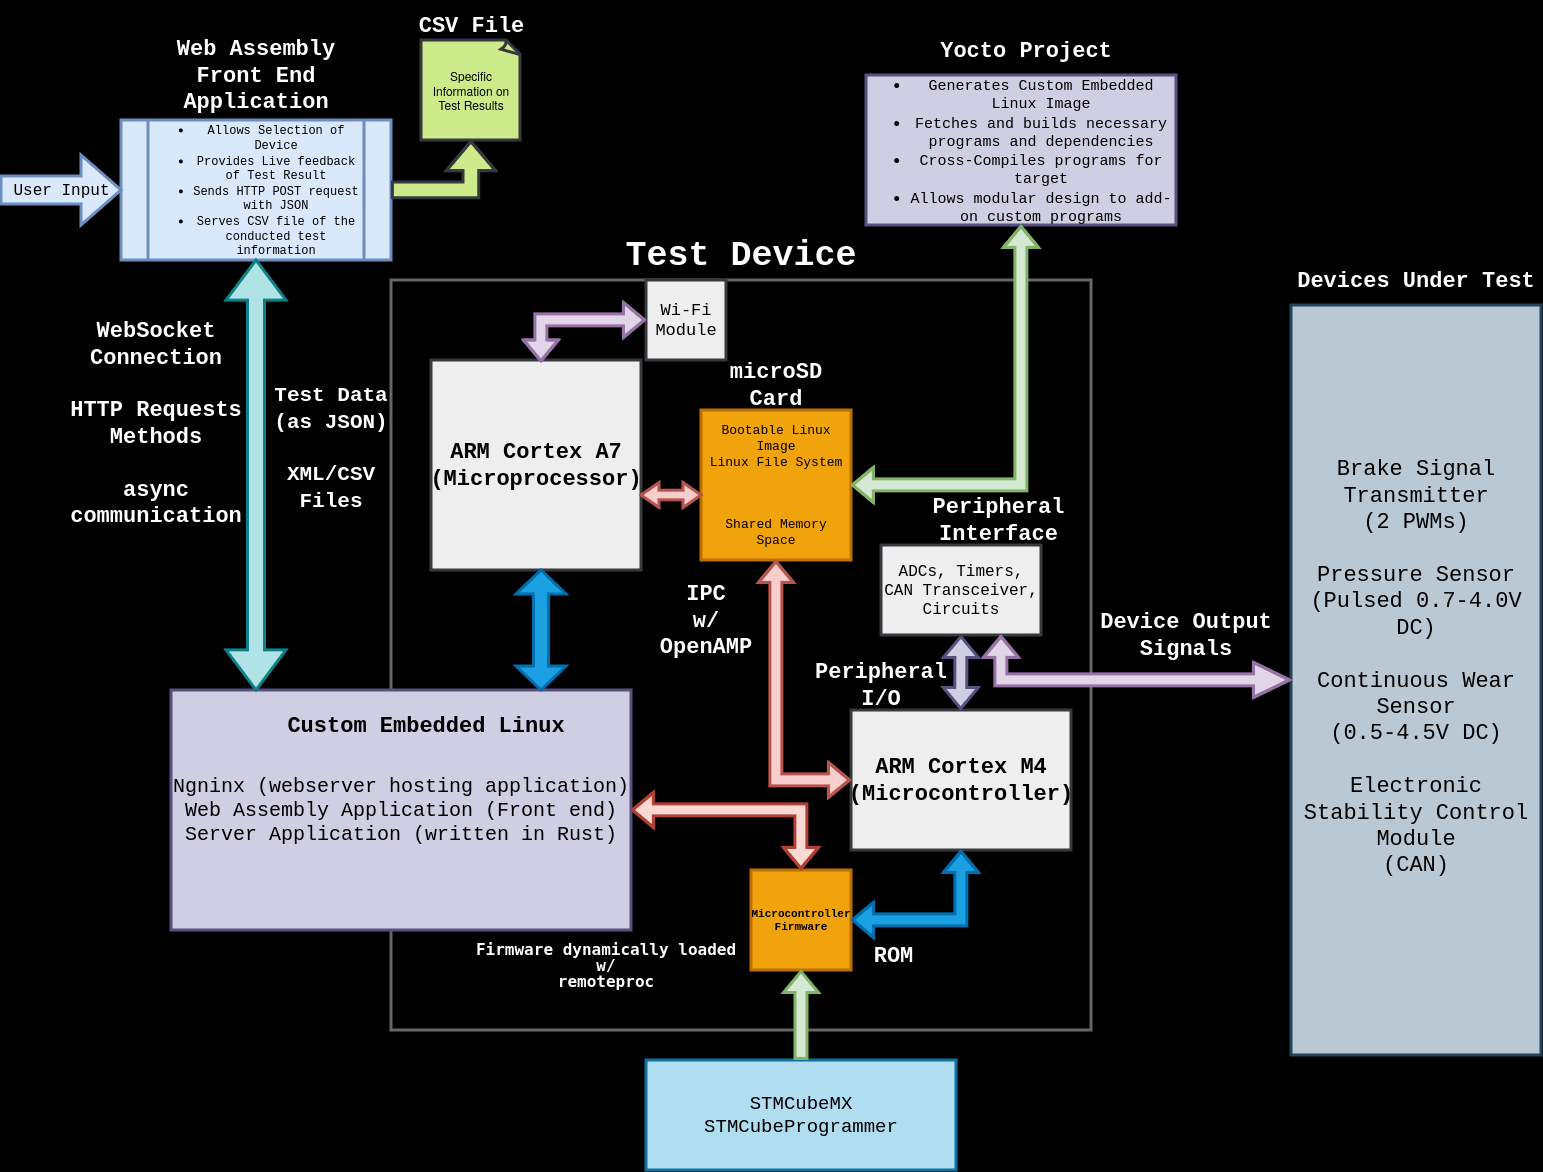 CSV File
Web Assembly
Front End
Application
Specific
Information on
Test Results
Yocto Project
• Generates Custom Embedded
Linux Image
• Fetches and builds necessary
programs and dependencies
• Cross-Compiles programs for
target
• Allows modular design to add-
on custom programs
User Input
• Allows Selection of
Device
• Provides Live feedback
of Test Result
• Sends HTTP POST request
with JSON
• Serves CSV file of the
conducted test
information
Test Device
Devices Under Test
Wi-Fi
Module
WebSocket
Connection
HTTP Requests
Methods
async
communication
Test Data
(as JSON)
XML/CSV
Files
microSD
Card
ARM Cortex A7
(Microprocessor)
Bootable Linux
Image
Linux File System
Shared Memory
Space
Peripheral
Interface
ADCs, Timers,
CAN Transceiver,
Circuits
IPC
w/
OpenAMP
Device Output
Signals
Peripheral
I/O
Brake Signal
Transmitter
(2 PWMs)
Pressure Sensor
(Pulsed 0.7-4.0V
DC)
Continuous Wear
Sensor
(0.5-4.5V DC)
Electronic
Stability Control
Module
(CAN)
Custom Embedded Linux
Ngninx (webserver hosting application)
Web Assembly Application (Front end)
Server Application (written in Rust)
ARM Cortex M4
(Microcontroller)
Microcontroller
Firmware
ROM
Firmware dynamically loaded
w/
remoteproc
STMCubeMX
STMCubeProgrammer